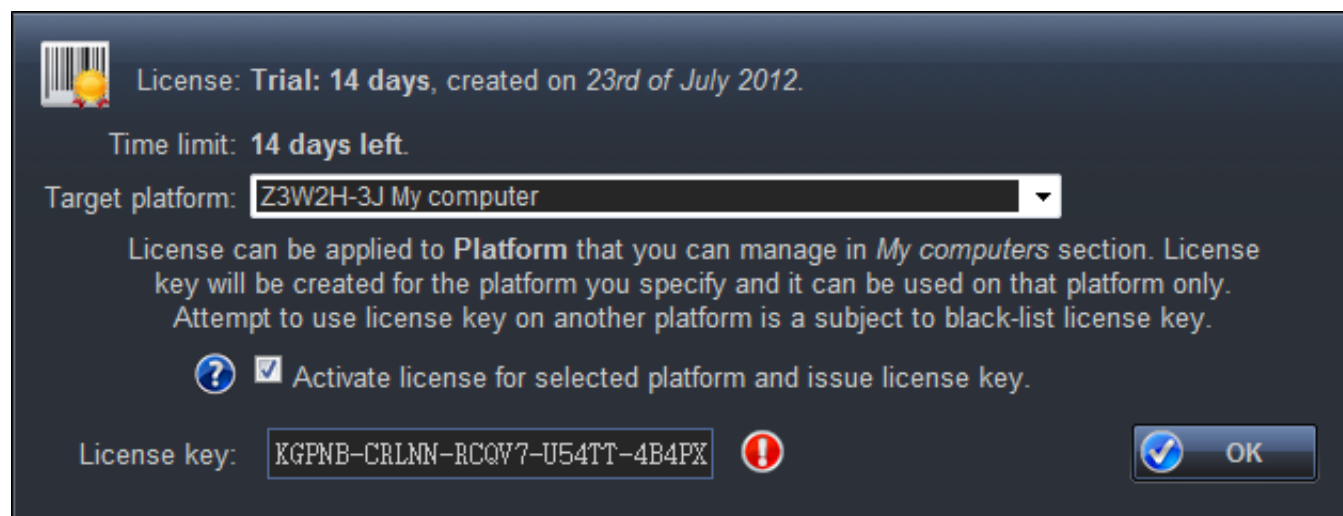 License: Trial: 14 days, created on 23rd of July 2012.
Time limit: 14 days left.
Target platform: Z3W2H-3J My computer
License can be applied to Platform that you can manage in My computers section. License
key will be created for the platform you specify and it can be used on that platform only.
Attempt to use license key on another platform is a subject to black-list license key.
Activate license for selected platform and issue license key.
License key: KGPNB-CRLNN-RCQV7-U54TT-4B4PX OK